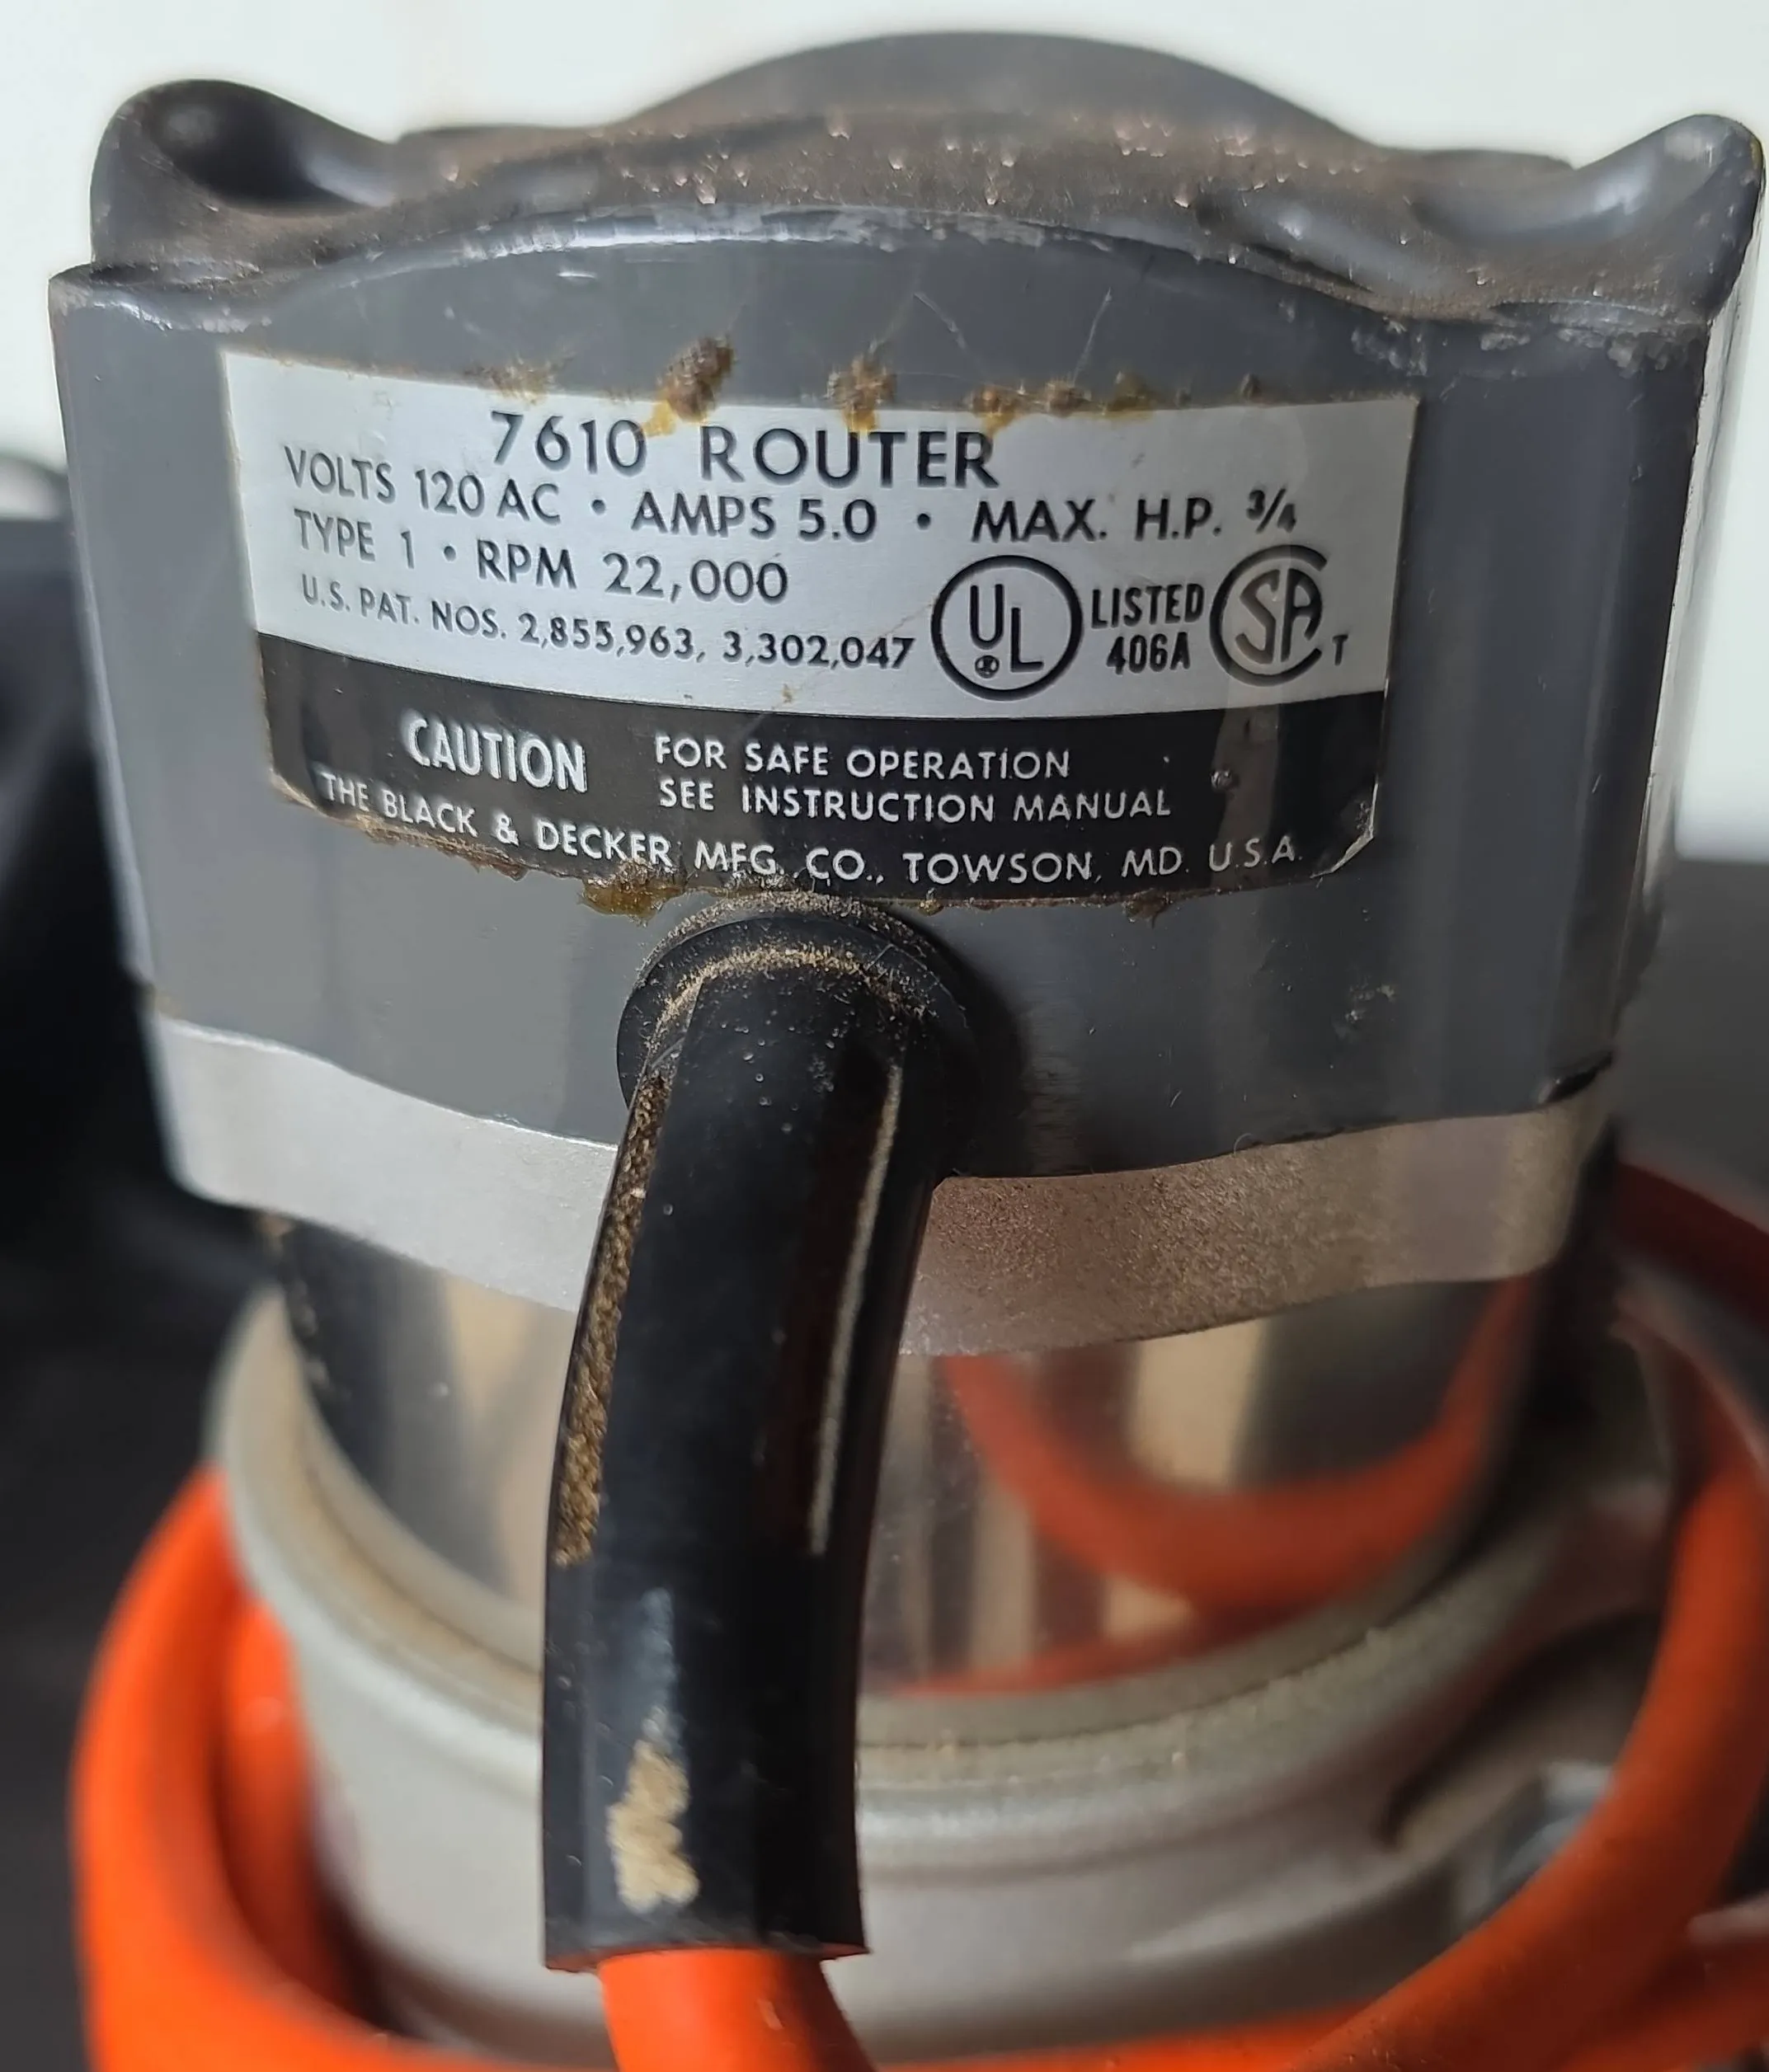 7610 ROUTER
VOLTS 120 AC • AMPS 5.0 • MAX. H.P. 3/4
TYPE 1 • RPM 22,000
U.S. PAT. NOS. 2,855,963, 3,302,047
UL
LISTED
406A
SA T
CAUTION
FOR SAFE OPERATION
SEE INSTRUCTION MANUAL
THE BLACK & DECKER MFG. CO., TOWSON, MD. U.S.A.